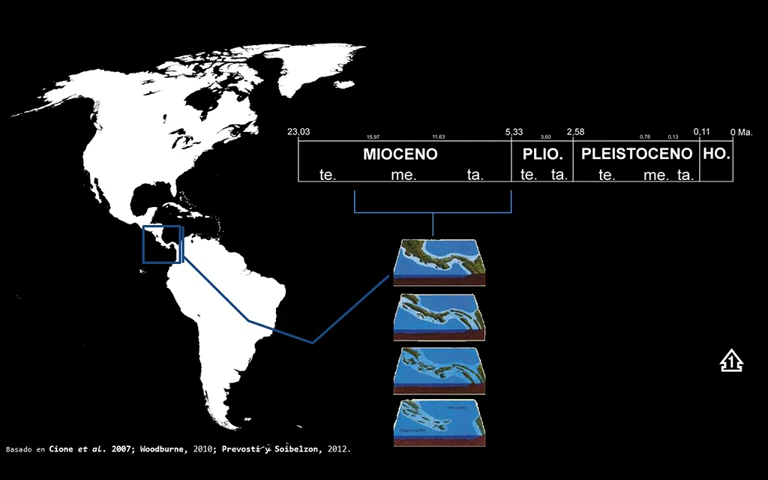 23,03 15,97 11,63 5,33 3,60 2,58 0,78 0,13 0,11 0 Ma.
MIOCENO PLIO. PLEISTOCENO HO.
te. me. ta. te. ta. te. me. ta.
1
Basado en Cione et al. 2007; Woodburne, 2010; Prevosti y Soibelzon, 2012.